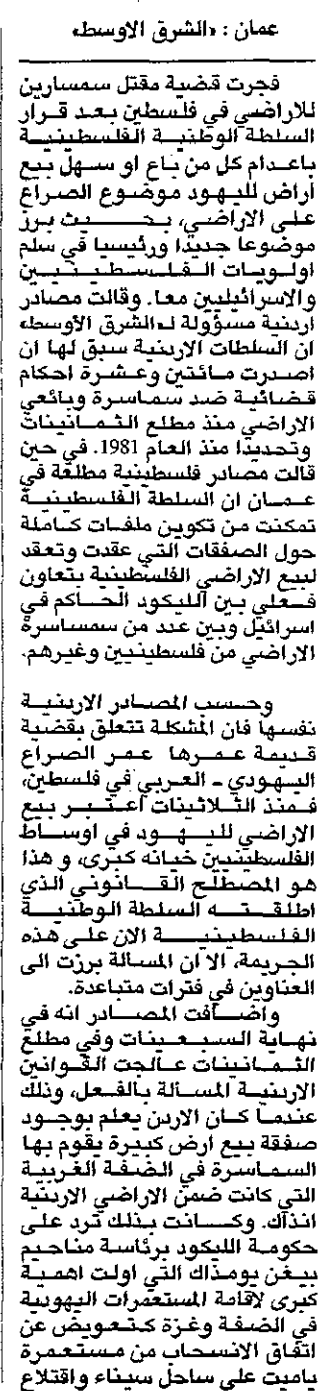 عمان : «الشرق الاوسط»
فجرت قضية مقتل سمسارين
للاراضي في فلسطين بعد قرار
السلطة الوطنية الفلسطينية
باعدام كل من باع او سهل بيع
اراض لليهود موضوع الصراع
على الاراضي، بحيث برز
موضوعا جديدا ورئيسيا في سلم
اولويات الفلسطينيين
والاسرائيليين معا. وقالت مصادر
اردنية مسؤولة لـ«الشرق الأوسط»
ان السلطات الاردنية سبق لها ان
اصدرت مائتين وعشرة احكام
قضائية ضد سماسرة وبائعي
الاراضي منذ مطلع الثمانينات
وتحديدا منذ العام 1981. في حين
قالت مصادر فلسطينية مطلعة في
عمان ان السلطة الفلسطينية
تمكنت من تكوين ملفات كاملة
حول الصفقات التي عقدت وتعقد
لبيع الاراضي الفلسطينية بتعاون
فعلي بين الليكود الحاكم في
اسرائيل وبين عدد من سمساسرة
الاراضي من فلسطينيين وغيرهم.
وحسب المصادر الاردنية
نفسها فان المشكلة تتعلق بقضية
قديمة عمرها عمر الصراع
اليهودي ـ العربي في فلسطين،
فمنذ الثلاثينات اعتبر بيع
الاراضي لليهود في اوساط
الفلسطينيين خيانه كبرى، و هذا
هو المصطلح القانوني الذي
اطلقته السلطة الوطنية
الفلسطينية الان على هذه
الجريمة، الا ان المسالة برزت الى
العناوين في فترات متباعدة.
واضافت المصادر انه في
نهاية السبعينات وفي مطلع
الثمانينات عالجت القوانين
الاردنية المسالة بالفعل، وذلك
عندما كان الاردن يعلم بوجود
صفقة بيع ارض كبيرة يقوم بها
السماسرة في الضفة الغربية
التي كانت ضمن الاراضي الاردنية
انذاك. وكانت بذلك ترد على
حكومة الليكود برئاسة مناحيم
بيغن يومذاك التي اولت اهمية
كبرى لاقامة المستعمرات اليهودية
في الضفة وغزة كتعويض عن
اتفاق الانسحاب من مستعمرة
ياميت على ساحل سيناء واقتلاع